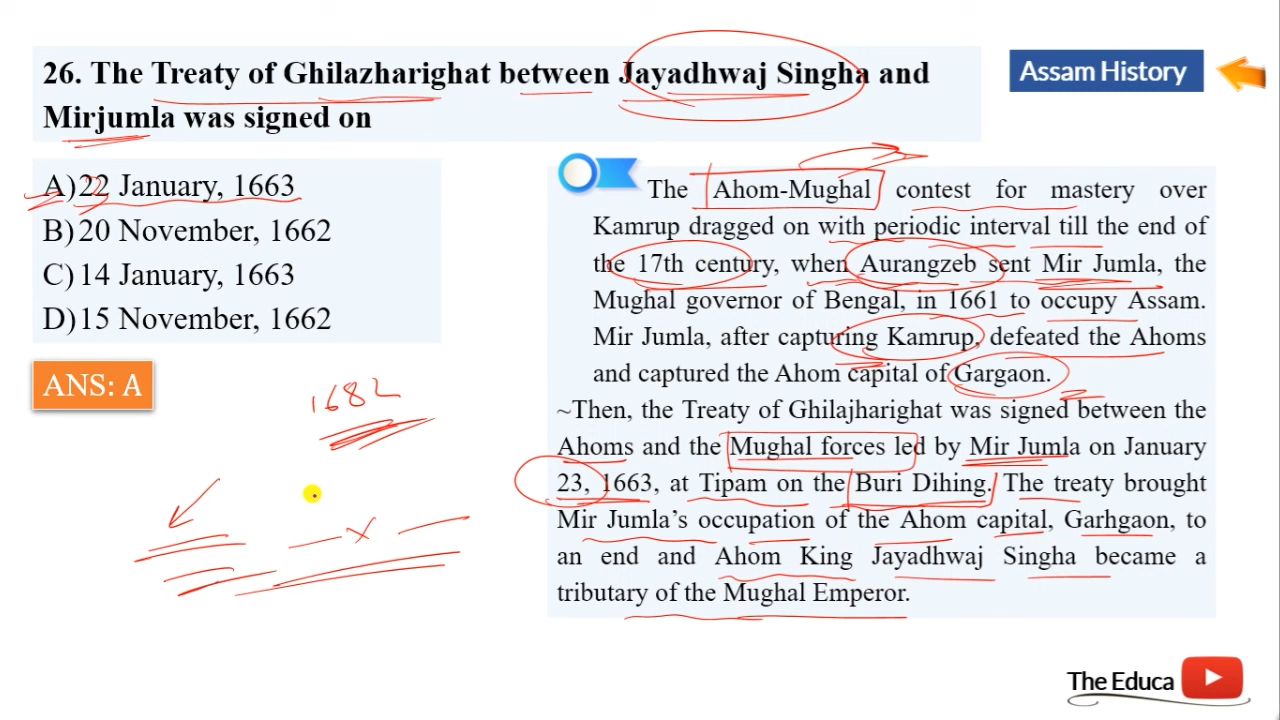 26. The Treaty of Ghilazharighat between Jayadhwaj Singha and
Mirjumla was signed on
Assam History
A) 22 January, 1663
B) 20 November, 1662
C) 14 January, 1663
D) 15 November, 1662
ANS: A
1682
The Ahom-Mughal contest for mastery over
Kamrup dragged on with periodic interval till the end of
the 17th century, when Aurangzeb sent Mir Jumla, the
Mughal governor of Bengal, in 1661 to occupy Assam.
Mir Jumla, after capturing Kamrup, defeated the Ahoms
and captured the Ahom capital of Gargaon.
~Then, the Treaty of Ghilajharighat was signed between the
Ahoms and the Mughal forces led by Mir Jumla on January
23, 1663, at Tipam on the Buri Dihing. The treaty brought
Mir Jumla's occupation of the Ahom capital, Garhgaon, to
an end and Ahom King Jayadhwaj Singha became a
tributary of the Mughal Emperor.
The Educa